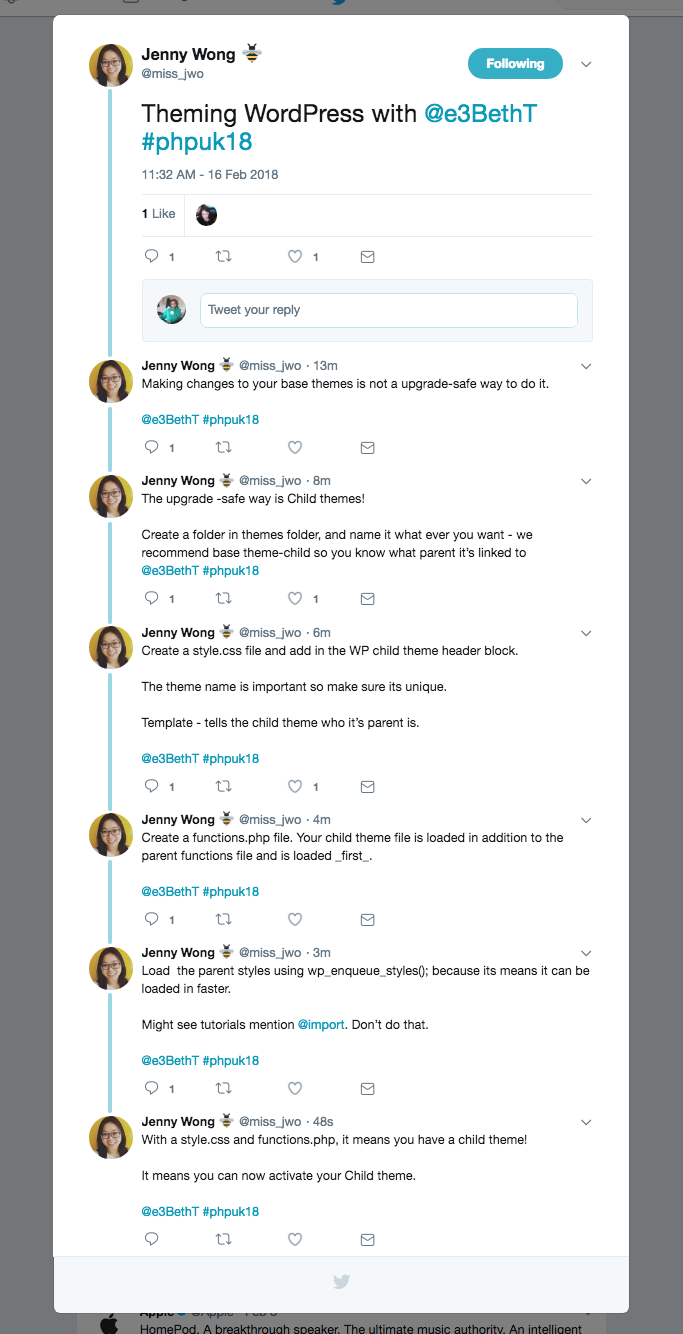 Jenny Wong
@miss_jwo
Following
Theming WordPress with @e3BethT
#phpuk18
11:32 AM - 16 Feb 2018
1 Like
1 1
Tweet your reply
Jenny Wong @miss_jwo · 13m
Making changes to your base themes is not a upgrade-safe way to do it.
@e3BethT #phpuk18
1
Jenny Wong @miss_jwo · 8m
The upgrade -safe way is Child themes!
Create a folder in themes folder, and name it what ever you want - we
recommend base theme-child so you know what parent it's linked to
@e3BethT #phpuk18
1 1
Jenny Wong @miss_jwo · 6m
Create a style.css file and add in the WP child theme header block.
The theme name is important so make sure its unique.
Template - tells the child theme who it's parent is.
@e3BethT #phpuk18
1 1
Jenny Wong @miss_jwo · 4m
Create a functions.php file. Your child theme file is loaded in addition to the
parent functions file and is loaded _first_.
@e3BethT #phpuk18
1
Jenny Wong @miss_jwo · 3m
Load the parent styles using wp_enqueue_styles(); because its means it can be
loaded in faster.
Might see tutorials mention @import. Don't do that.
@e3BethT #phpuk18
1
Jenny Wong @miss_jwo · 48s
With a style.css and functions.php, it means you have a child theme!
It means you can now activate your Child theme.
@e3BethT #phpuk18
HomePod. A breakthrough speaker. The ultimate music authority. An intelligent